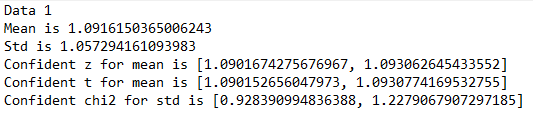 Data 1
Mean is 1.0916150365006243
Std is 1.057294161093983
Confident z for mean is [1.0901674275676967, 1.093062645433552]
Confident t for mean is [1.090152656047973, 1.0930774169532755]
Confident chi2 for std is [0.928390994836388, 1.2279067907297185]